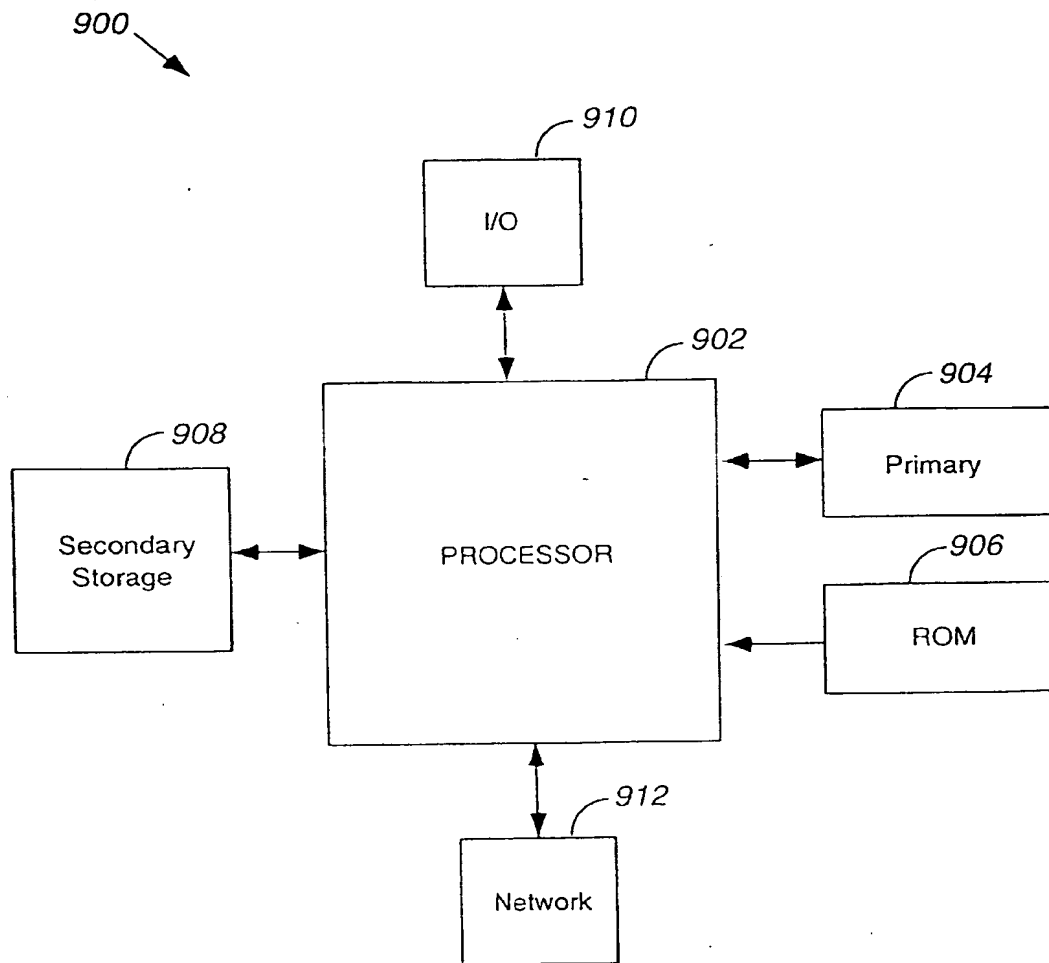 900
910
I/O
902
904
Primary
908
Secondary
Storage
PROCESSOR
906
ROM
912
Network